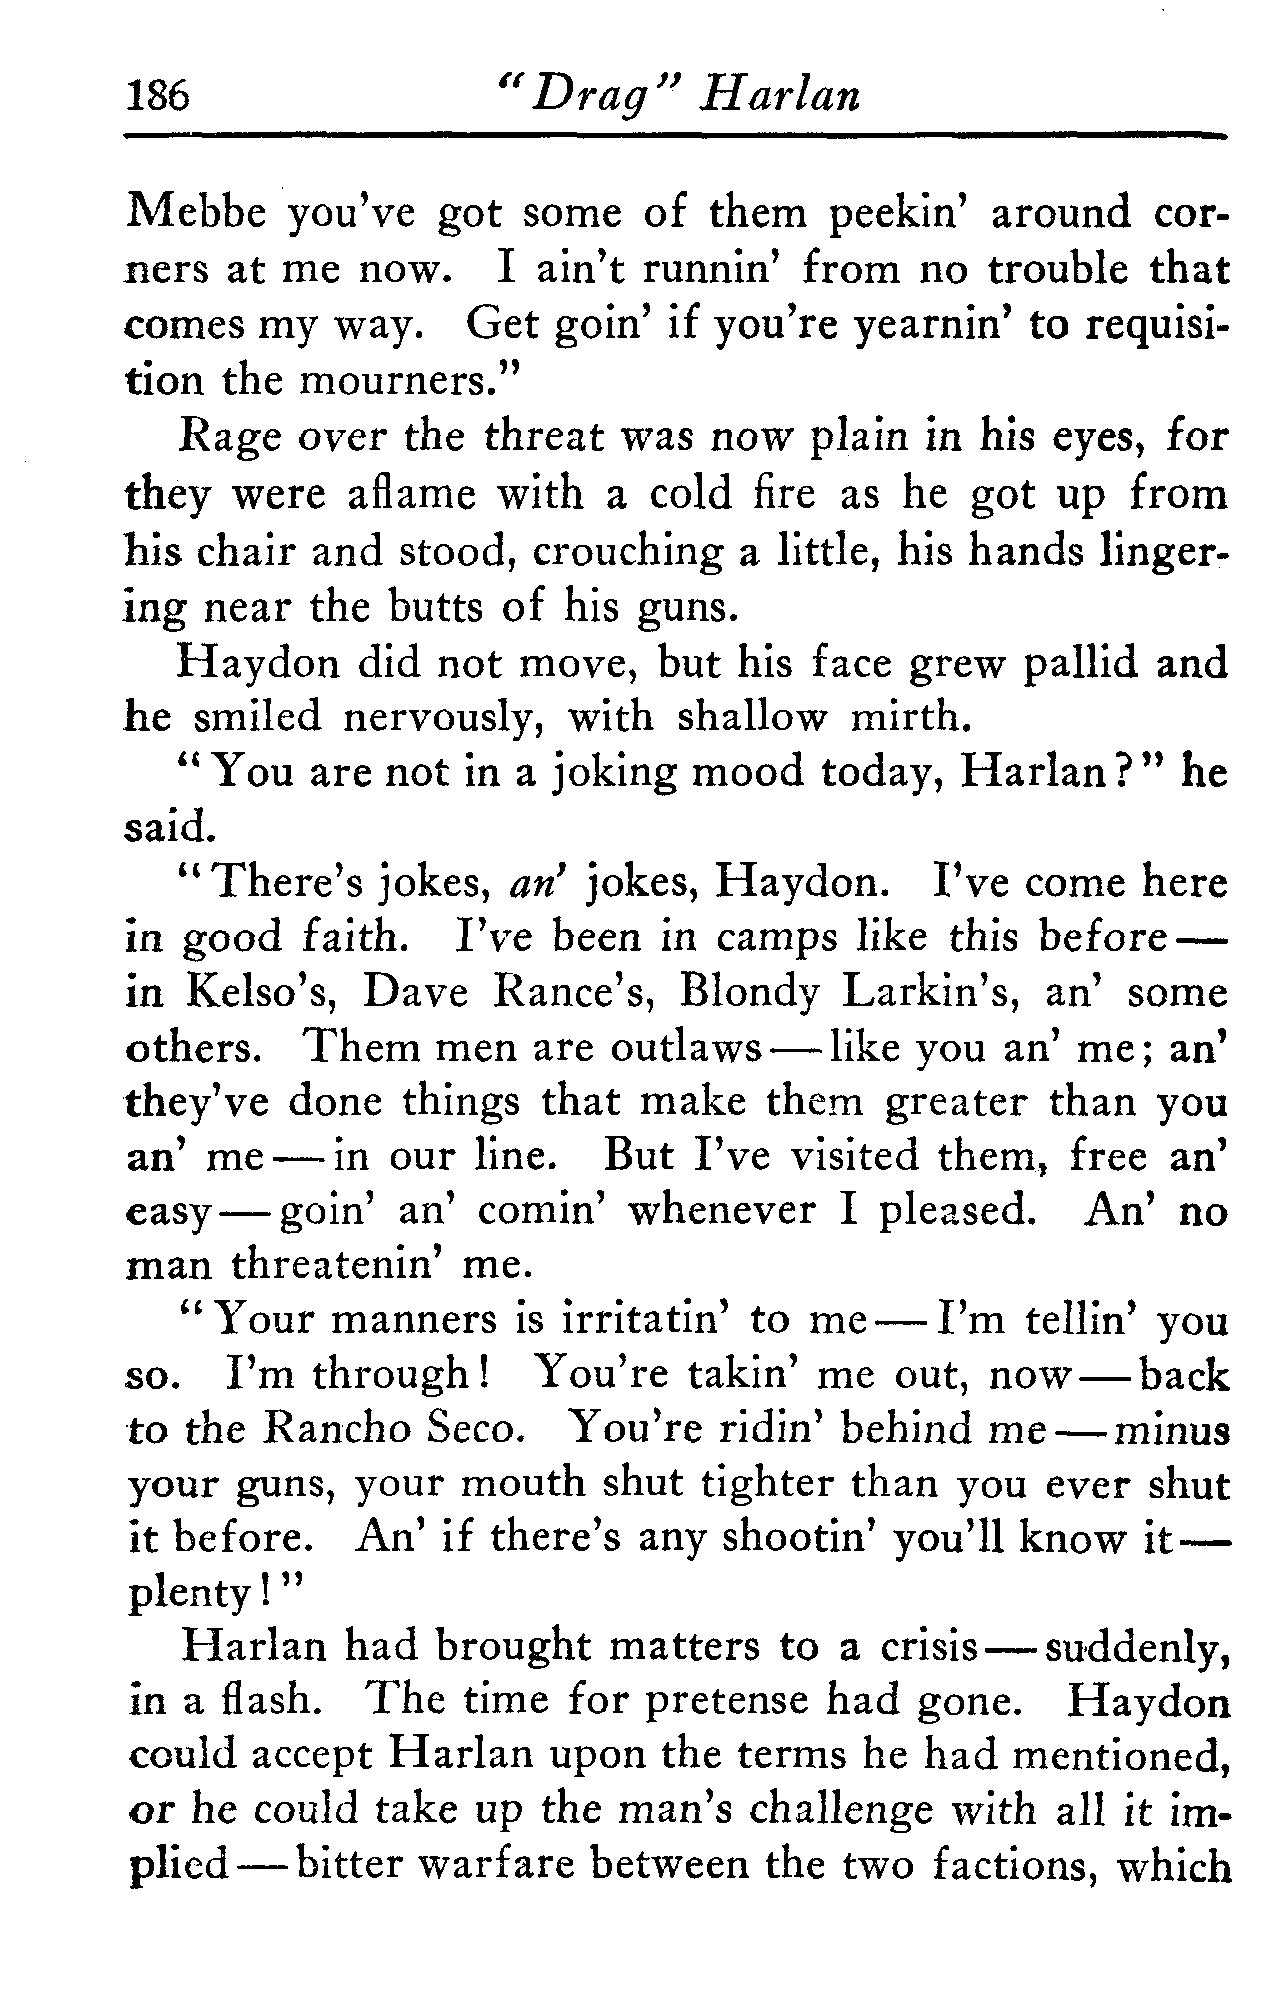 186 "Drag" Harlan
Mebbe you've got some of them peekin' around cor-
ners at me now. I ain't runnin' from no trouble that
comes my way. Get goin' if you're yearnin' to requisi-
tion the mourners."
Rage over the threat was now plain in his eyes, for
they were aflame with a cold fire as he got up from
his chair and stood, crouching a little, his hands linger-
ing near the butts of his guns.
Haydon did not move, but his face grew pallid and
he smiled nervously, with shallow mirth.
"You are not in a joking mood today, Harlan?" he
said.
"There's jokes, an' jokes, Haydon. I've come here
in good faith. I've been in camps like this before—
in Kelso's, Dave Rance's, Blondy Larkin's, an' some
others. Them men are outlaws—like you an' me; an'
they've done things that make them greater than you
an' me—in our line. But I've visited them, free an'
easy—goin' an' comin' whenever I pleased. An' no
man threatenin' me.
"Your manners is irritatin' to me—I'm tellin' you
so. I'm through! You're takin' me out, now—back
to the Rancho Seco. You're ridin' behind me—minus
your guns, your mouth shut tighter than you ever shut
it before. An' if there's any shootin' you'll know it—
plenty!"
Harlan had brought matters to a crisis—suddenly,
in a flash. The time for pretense had gone. Haydon
could accept Harlan upon the terms he had mentioned,
or he could take up the man's challenge with all it im-
plied—bitter warfare between the two factions, which